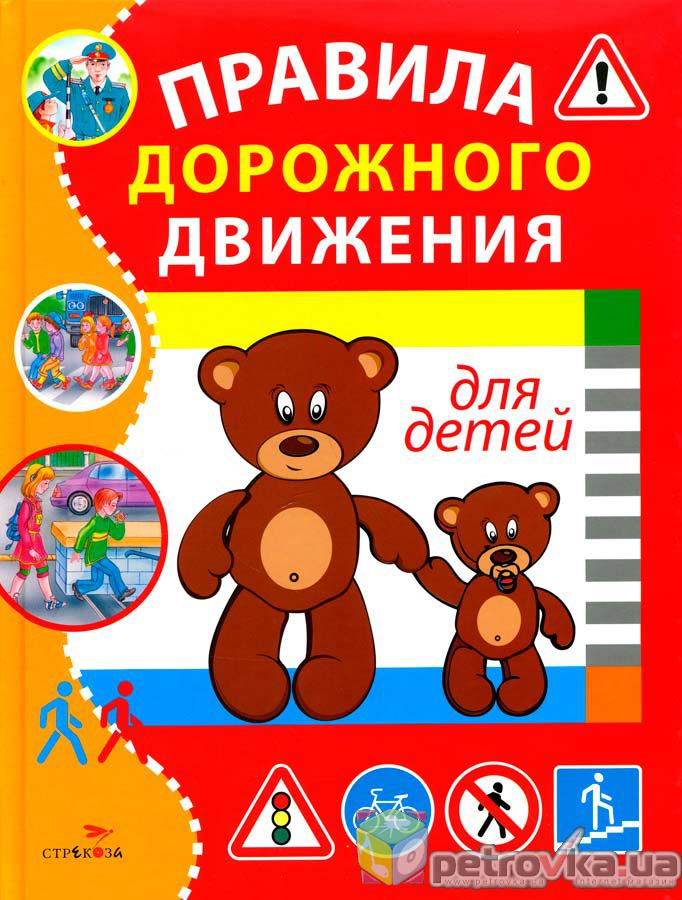 ПРАВИЛА
ДОРОЖНОГО
ДВИЖЕНИЯ
для
детей
СТРЕКОЗА
petrovka.ua